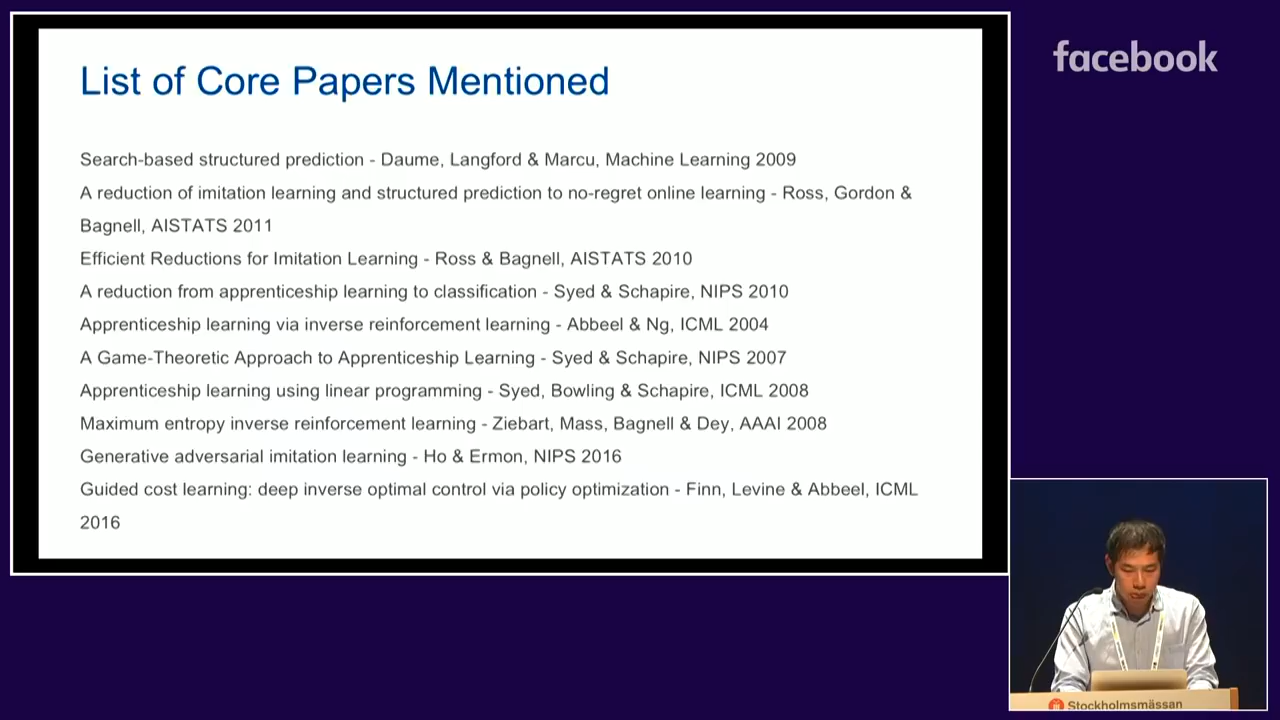 List of Core Papers Mentioned
Search-based structured prediction - Daume, Langford & Marcu, Machine Learning 2009
A reduction of imitation learning and structured prediction to no-regret online learning - Ross, Gordon &
Bagnell, AISTATS 2011
Efficient Reductions for Imitation Learning - Ross & Bagnell, AISTATS 2010
A reduction from apprenticeship learning to classification - Syed & Schapire, NIPS 2010
Apprenticeship learning via inverse reinforcement learning - Abbeel & Ng, ICML 2004
A Game-Theoretic Approach to Apprenticeship Learning - Syed & Schapire, NIPS 2007
Apprenticeship learning using linear programming - Syed, Bowling & Schapire, ICML 2008
Maximum entropy inverse reinforcement learning - Ziebart, Mass, Bagnell & Dey, AAAI 2008
Generative adversarial imitation learning - Ho & Ermon, NIPS 2016
Guided cost learning: deep inverse optimal control via policy optimization - Finn, Levine & Abbeel, ICML
2016
facebook
Stockholmsmässan